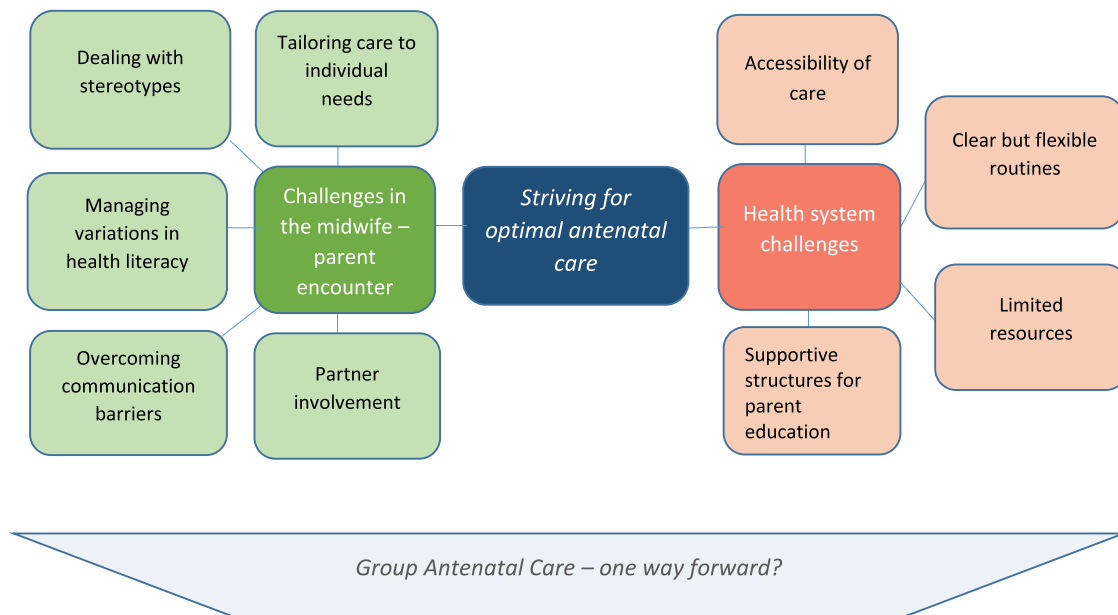 Dealing with
stereotypes
Tailoring care to
individual
needs
Managing
variations in
health literacy
Challenges in
the midwife –
parent
encounter
Overcoming
communication
barriers
Partner
involvement
Striving for
optimal antenatal
care
Accessibility of
care
Health system
challenges
Clear but flexible
routines
Limited
resources
Supportive
structures for
parent
education
Group Antenatal Care – one way forward?